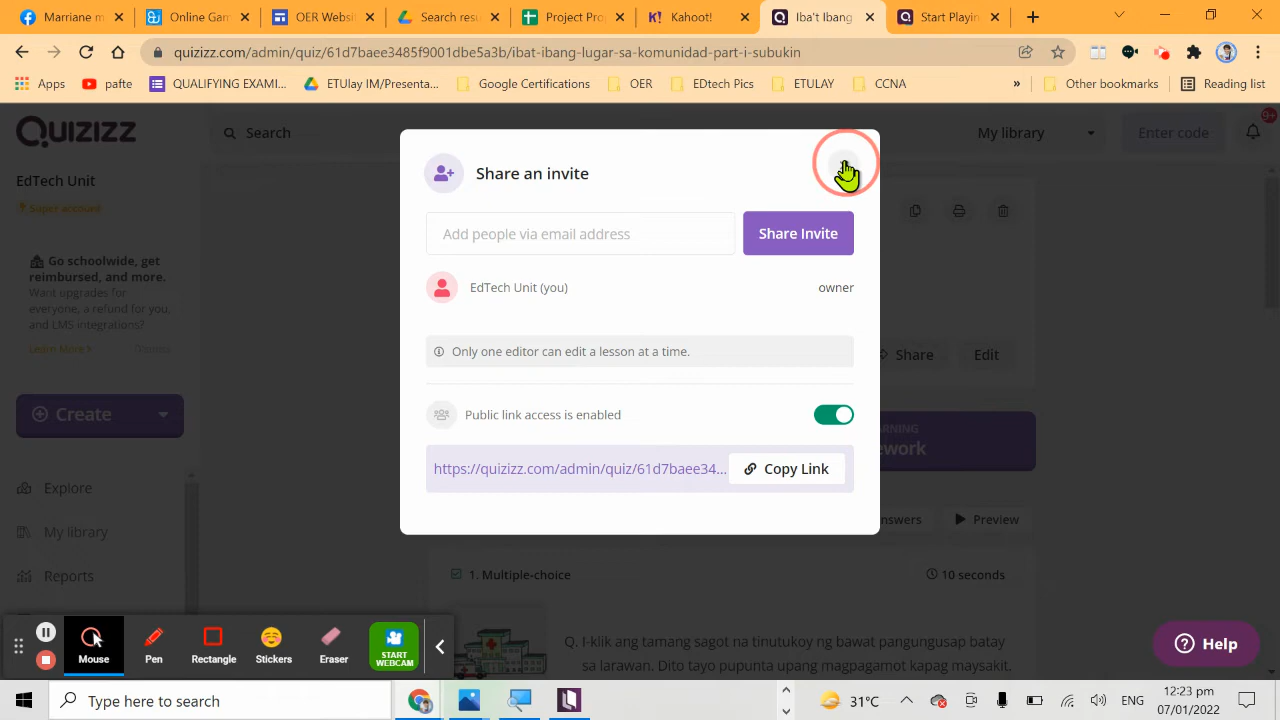 Marriane m
Online Gam
OER Websit
Search resu
Project Pro
Kahoot!
Iba't Ibang
Start Playin
quizizz.com/admin/quiz/61d7baee3485f9001dbe5a3b/ibat-ibang-lugar-sa-komunidad-part-i-subukin
Apps
pafte
QUALIFYING EXAMI...
ETUlay IM/Presenta...
Google Certifications
OER
EDtech Pics
ETULAY
CCNA
»
Other bookmarks
Reading list
Quizizz
Search
My library
Enter code
9+
EdTech Unit
Super account
Go schoolwide, get
reimbursed, and more.
Want upgrades for
everyone, a refund for you,
and LMS integrations?
Learn More >
Dismiss
Create
Explore
My library
Reports
Share an invite
Add people via email address
Share Invite
EdTech Unit (you)
owner
Only one editor can edit a lesson at a time.
Public link access is enabled
https://quizizz.com/admin/quiz/61d7baee34...
Copy Link
Share
Edit
Preview
1. Multiple-choice
10 seconds
Q. I-klik ang tamang sagot na tinutukoy ng bawat pangungusap batay
sa larawan. Dito tayo pupunta upang magpagamot kapag maysakit.
Help
Mouse
Pen
Rectangle
Stickers
Eraser
START
WEBCAM
Type here to search
31°C
ENG
12:23 pm
07/01/2022